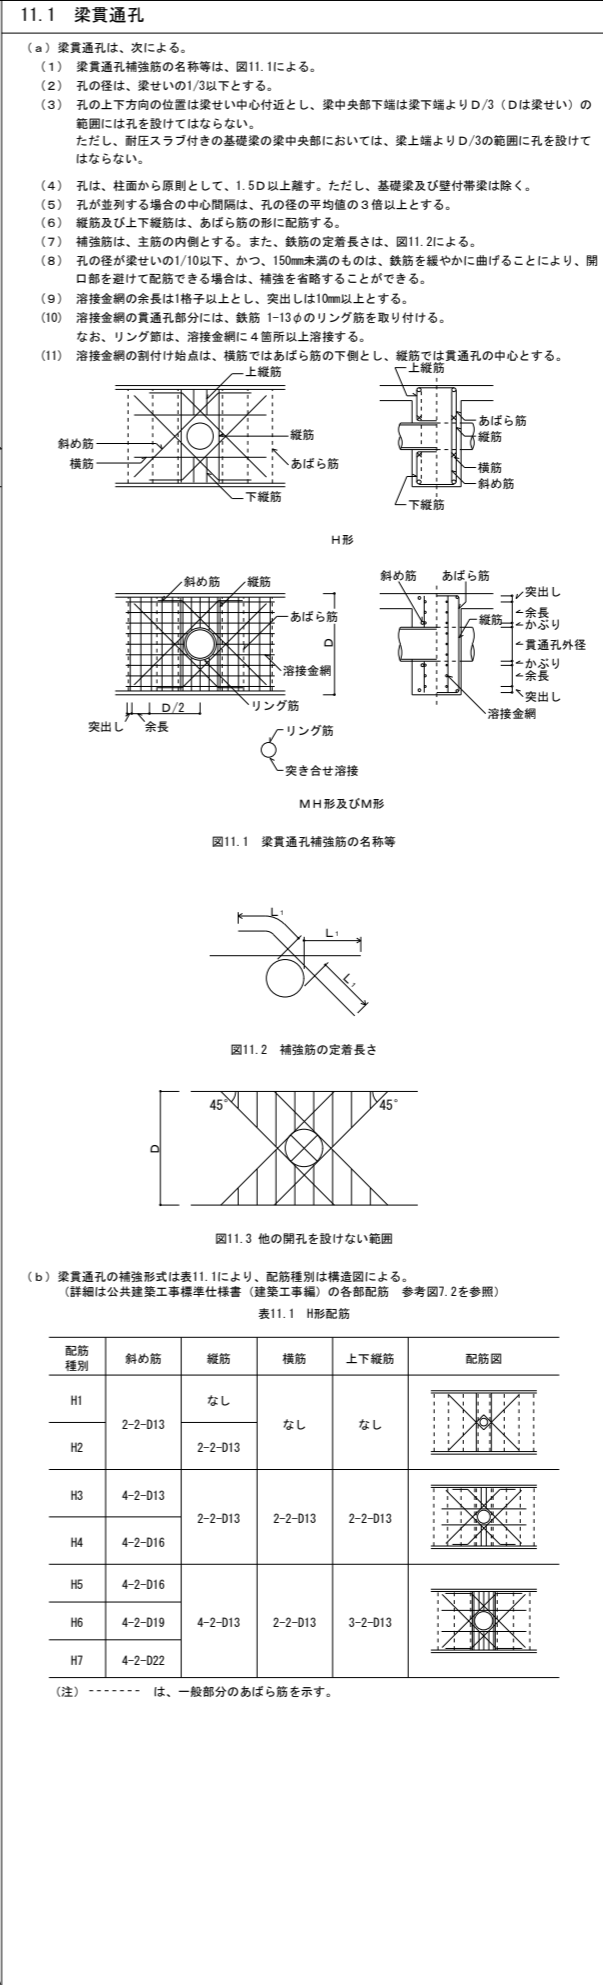 11.1 梁貫通孔
(a) 梁貫通孔は、次による。
(1) 梁貫通孔補強筋の名称等は、図11.1による。
(2) 孔の径は、梁せいの1/3以下とする。
(3) 孔の上下方向の位置は梁せい中心付近とし、梁中央部下端は梁下端よりD/3(Dは梁せい)の
範囲には孔を設けてはならない。
ただし、耐圧スラブ付きの基礎梁の梁中央部においては、梁上端よりD/3の範囲に孔を設けて
はならない。
(4) 孔は、柱面から原則として、1.5D以上離す。ただし、基礎梁及び壁付帯梁は除く。
(5) 孔が並列する場合の中心間隔は、孔の径の平均値の3倍以上とする。
(6) 縦筋及び上下縦筋は、あばら筋の形に配筋する。
(7) 補強筋は、主筋の内側とする。また、鉄筋の定着長さは、図11.2による。
(8) 孔の径が梁せいの1/10以下、かつ、150mm未満のものは、鉄筋を緩やかに曲げることにより、開
口部を避けて配筋できる場合は、補強を省略することができる。
(9) 溶接金網の余長は1格子以上とし、突出しは10mm以上とする。
(10) 溶接金網の貫通孔部分には、鉄筋 1-13φのリング筋を取り付ける。
なお、リング節は、溶接金網に4箇所以上溶接する。
(11) 溶接金網の割付け始点は、横筋ではあばら筋の下側とし、縦筋では貫通孔の中心とする。
上縦筋
斜め筋
横筋
縦筋
あばら筋
下縦筋
上縦筋
あばら筋
縦筋
横筋
斜め筋
下縦筋
H形
斜め筋
縦筋
あばら筋
溶接金網
リング筋
D
D/2
突出し
余長
リング筋
突き合せ溶接
斜め筋
あばら筋
縦筋
突出し
余長
かぶり
貫通孔外径
かぶり
余長
突出し
溶接金網
MH形及びM形
図11.1 梁貫通孔補強筋の名称等
L1
L1
L1
図11.2 補強筋の定着長さ
45°
45°
D
図11.3 他の開孔を設けない範囲
(b) 梁貫通孔の補強形式は表11.1により、配筋種別は構造図による。
(詳細は公共建築工事標準仕様書(建築工事編)の各部配筋 参考図7.2を参照)
表11.1 H形配筋
配筋種別 斜め筋 縦筋 横筋 上下縦筋 配筋図
H1 2-2-D13 なし なし なし
H2 2-2-D13
H3 4-2-D13 2-2-D13 2-2-D13 2-2-D13
H4 4-2-D16
H5 4-2-D16 4-2-D13 2-2-D13 3-2-D13
H6 4-2-D19
H7 4-2-D22
(注) ------- は、一般部分のあばら筋を示す。